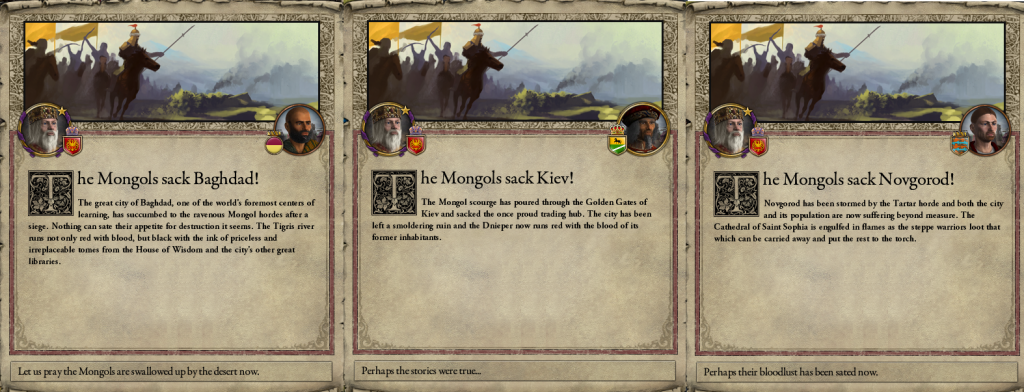 The Mongols sack Baghdad!
The great city of Baghdad, one of the world's foremost centers of
learning, has succumbed to the ravenous Mongol hordes after a
siege. Nothing can sate their appetite for destruction it seems. The Tigris river
runs not only red with blood, but black with the ink of priceless and
irreplaceable tomes from the House of Wisdom and the city's other great
libraries.
Let us pray the Mongols are swallowed up by the desert now.
The Mongols sack Kiev!
The Mongol scourge has poured through the Golden Gates of
Kiev and sacked the once proud trading hub. The city has been
left a smoldering ruin and the Dnieper now runs red with the blood of its
former inhabitants.
Perhaps the stories were true...
The Mongols sack Novgorod!
Novgorod has been stormed by the Tartar horde and both the city
and its population are now suffering beyond measure. The
Cathedral of Saint Sophia is engulfed in flames as the steppe warriors loot that
which can be carried away and put the rest to the torch.
Perhaps their bloodlust has been sated now.